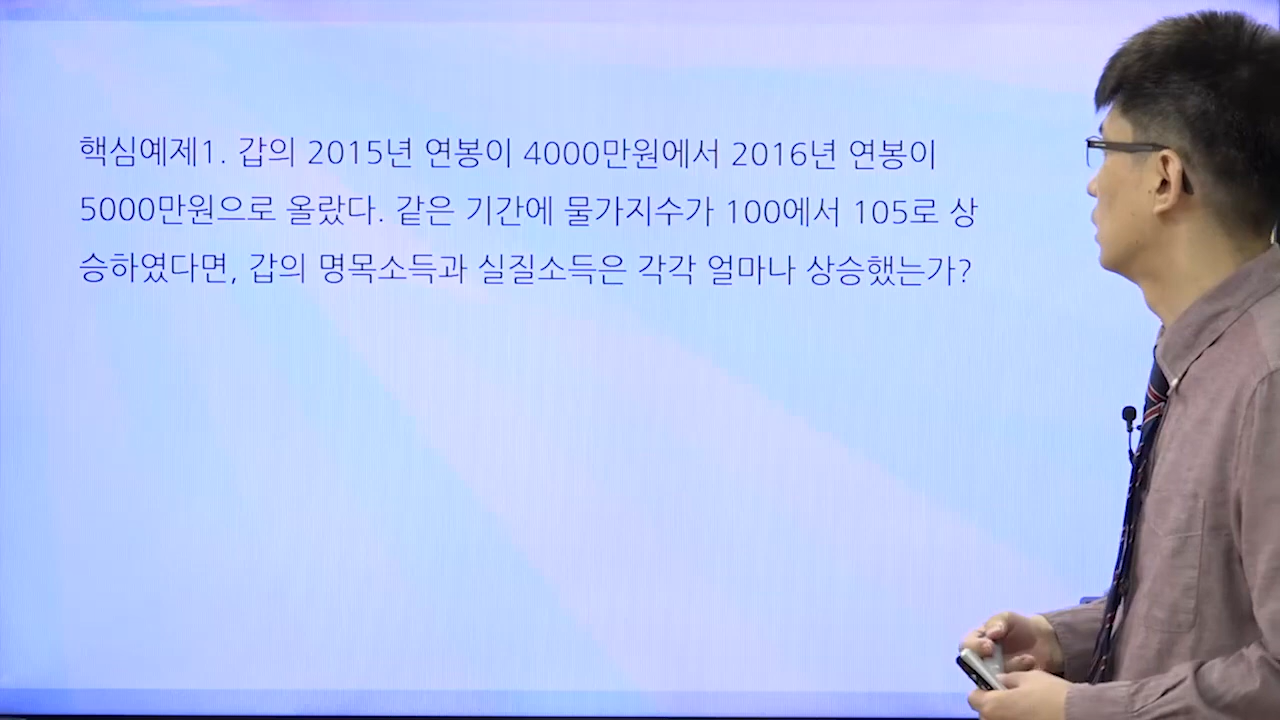 핵심예제1. 갑의 2015년 연봉이 4000만원에서 2016년 연봉이
5000만원으로 올랐다. 같은 기간에 물가지수가 100에서 105로 상
승하였다면, 갑의 명목소득과 실질소득은 각각 얼마나 상승했는가?